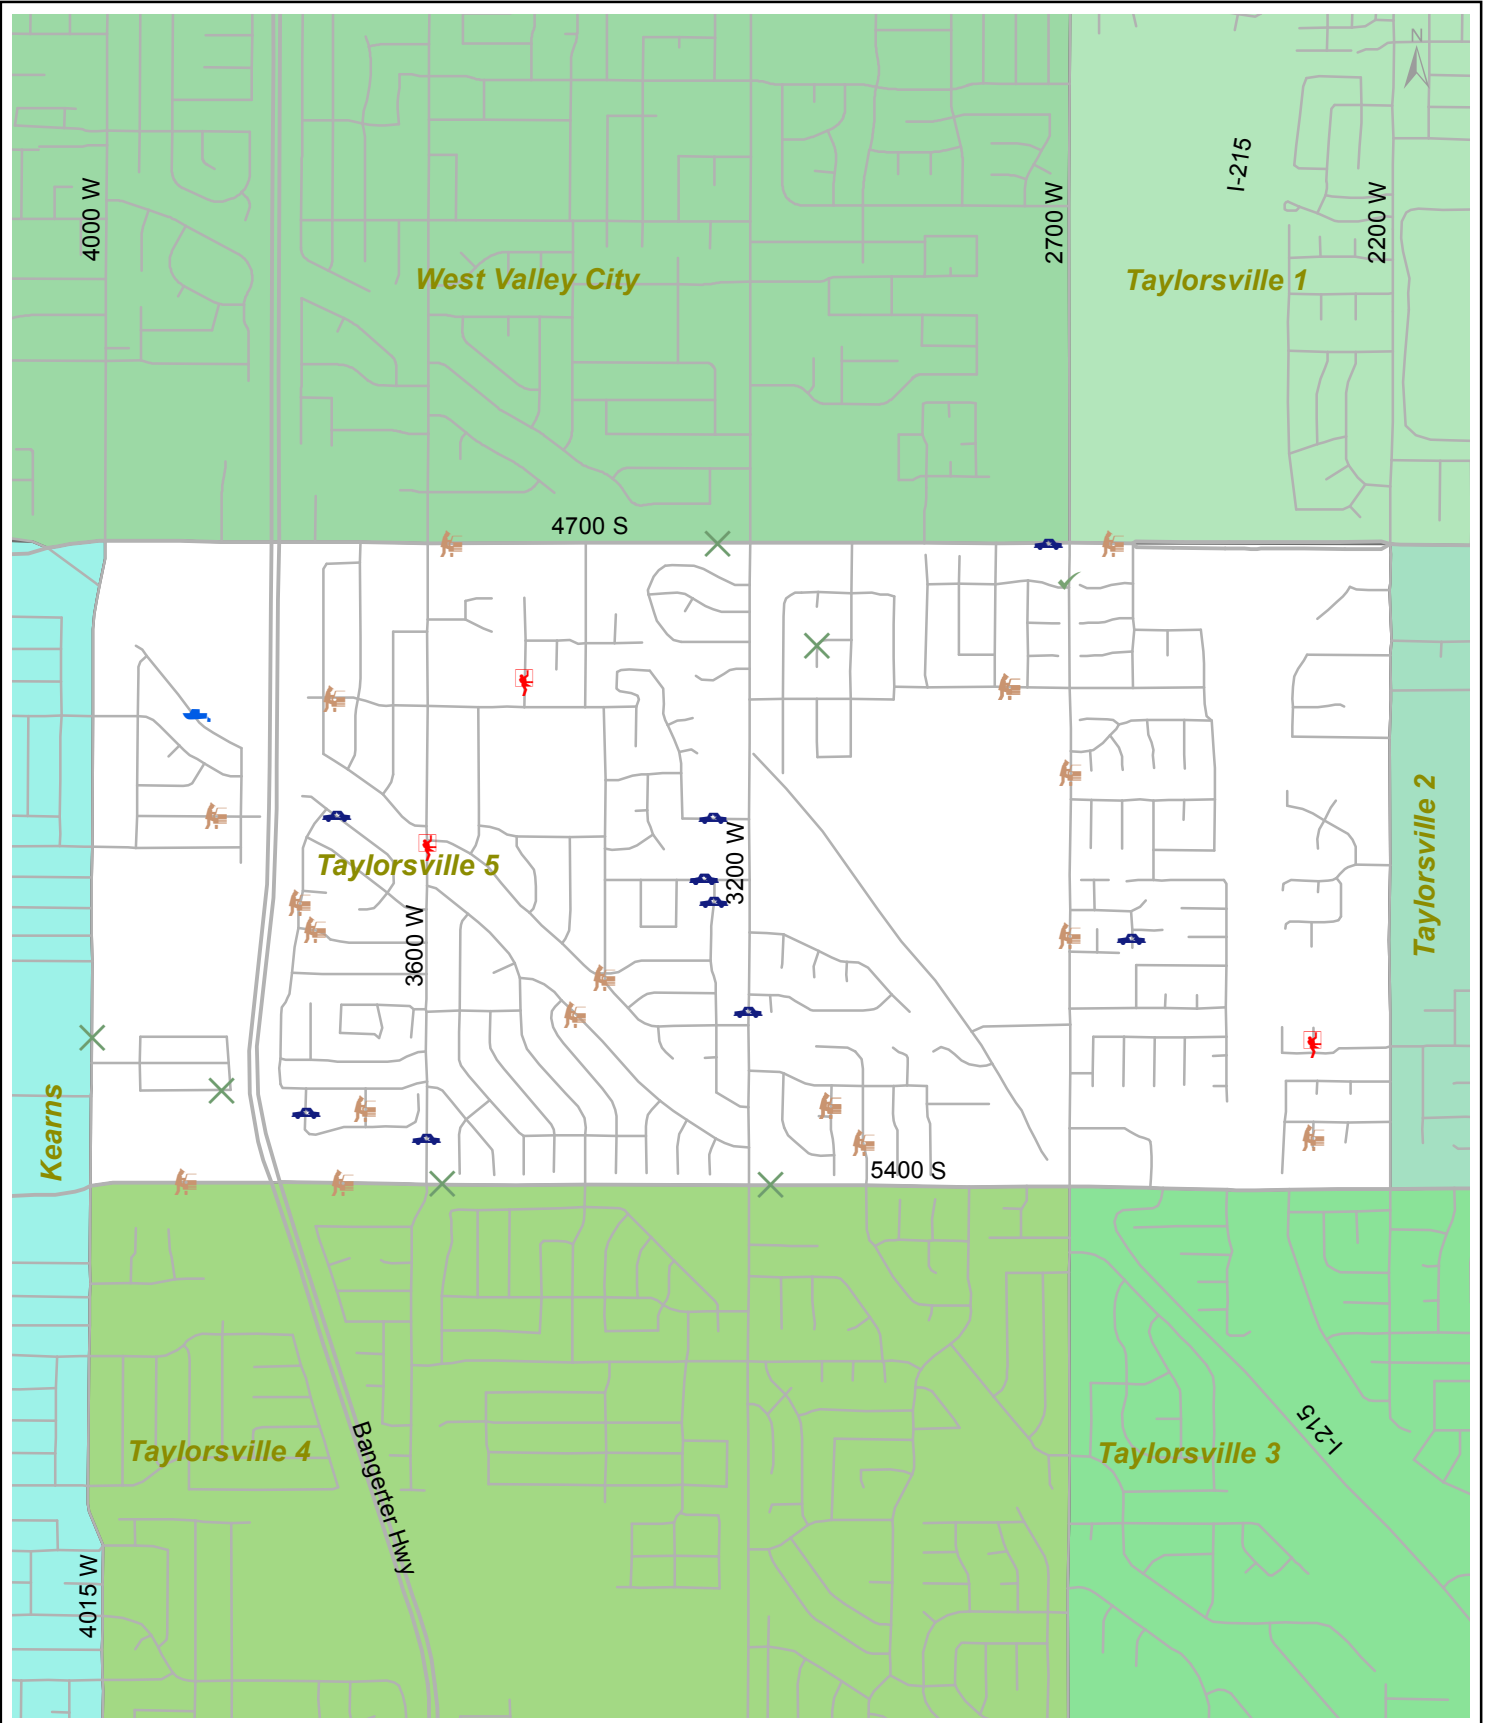 N
I-215
4000 W
2700 W
2200 W
West Valley City
Taylorsville 1
4700 S
Taylorsville 2
3200 W
Taylorsville 5
3600 W
Kearns
5400 S
I-215
Taylorsville 4
Taylorsville 3
Bangerter Hwy
4015 W